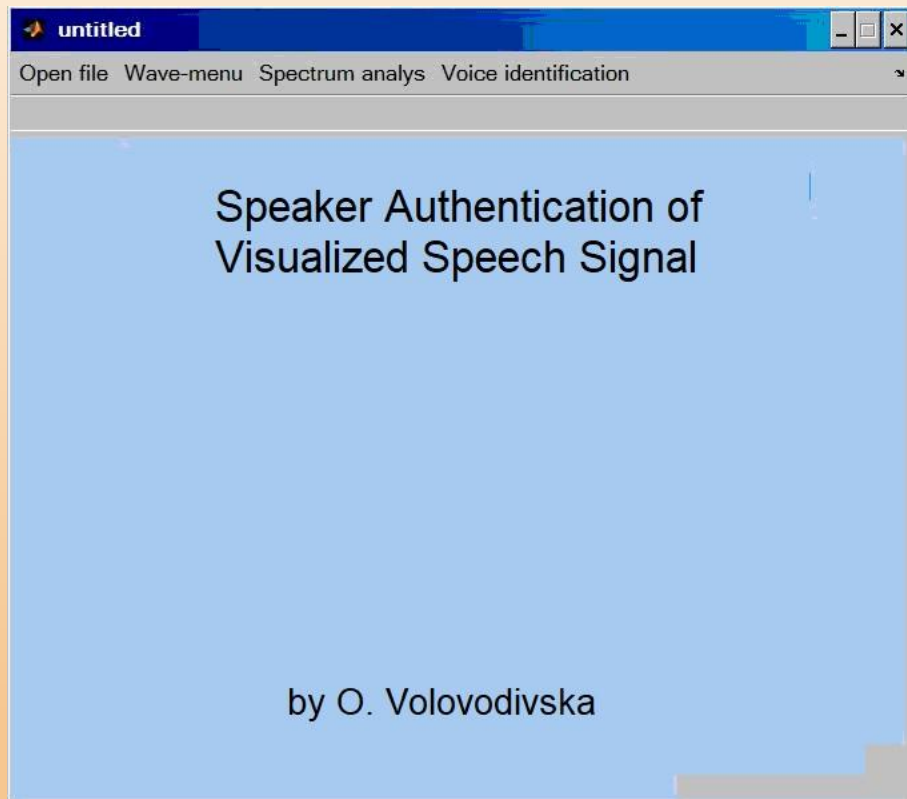 untitled
Open file Wave-menu Spectrum analys Voice identification
Speaker Authentication of
Visualized Speech Signal
by O. Volovodivska